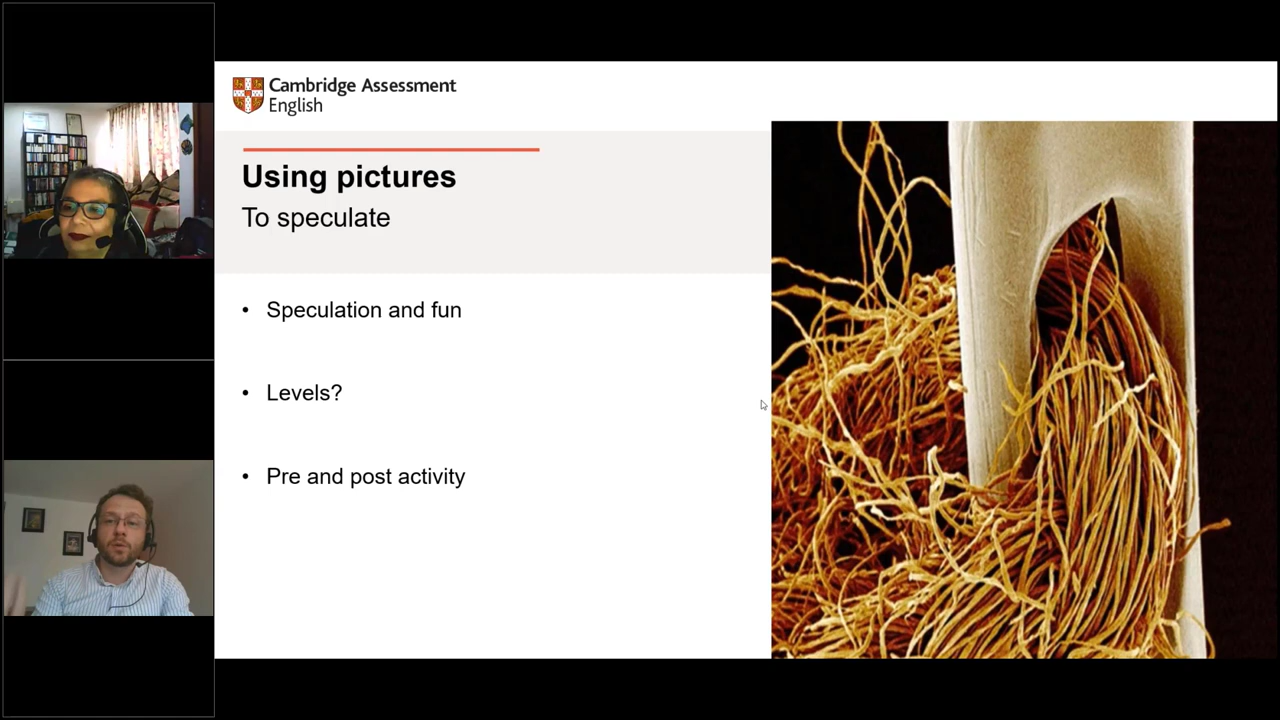 Cambridge Assessment
English
Using pictures
To speculate
• Speculation and fun
• Levels?
• Pre and post activity